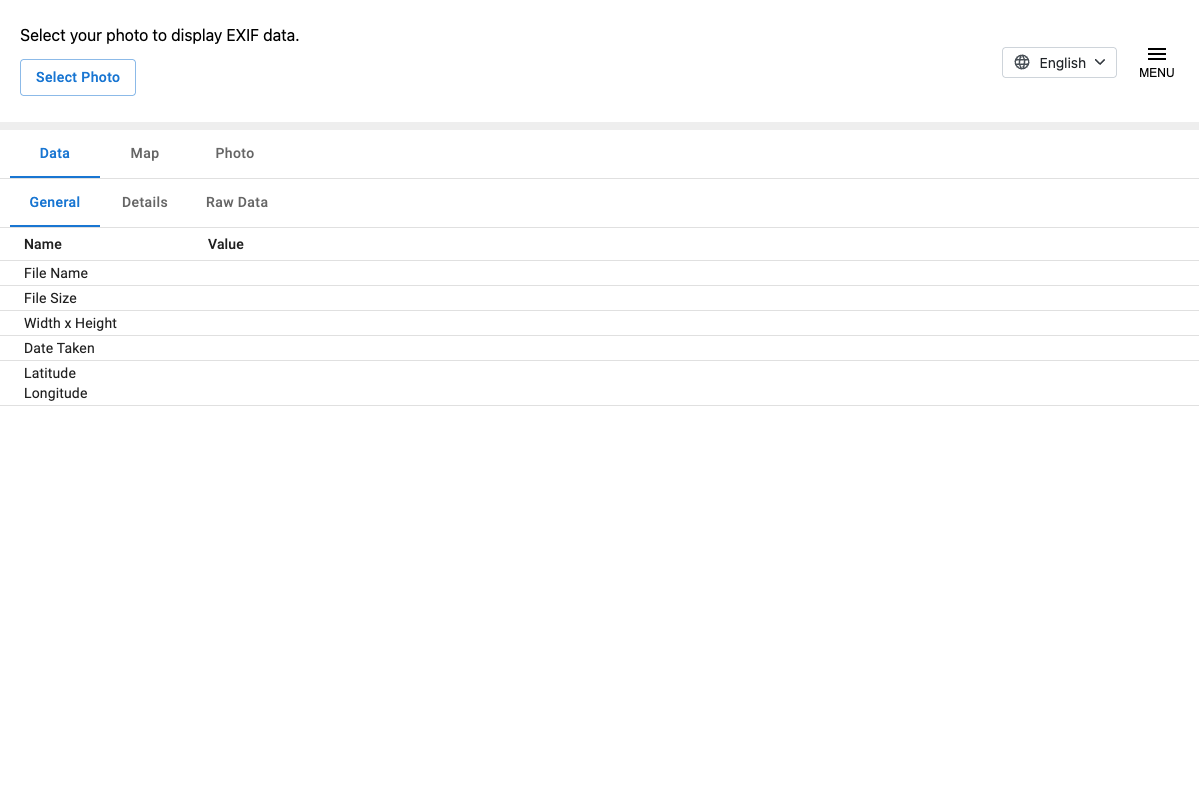 Select your photo to display EXIF data.
Select Photo
English
MENU
Data Map Photo
General Details Raw Data
Name Value
File Name
File Size
Width x Height
Date Taken
Latitude
Longitude